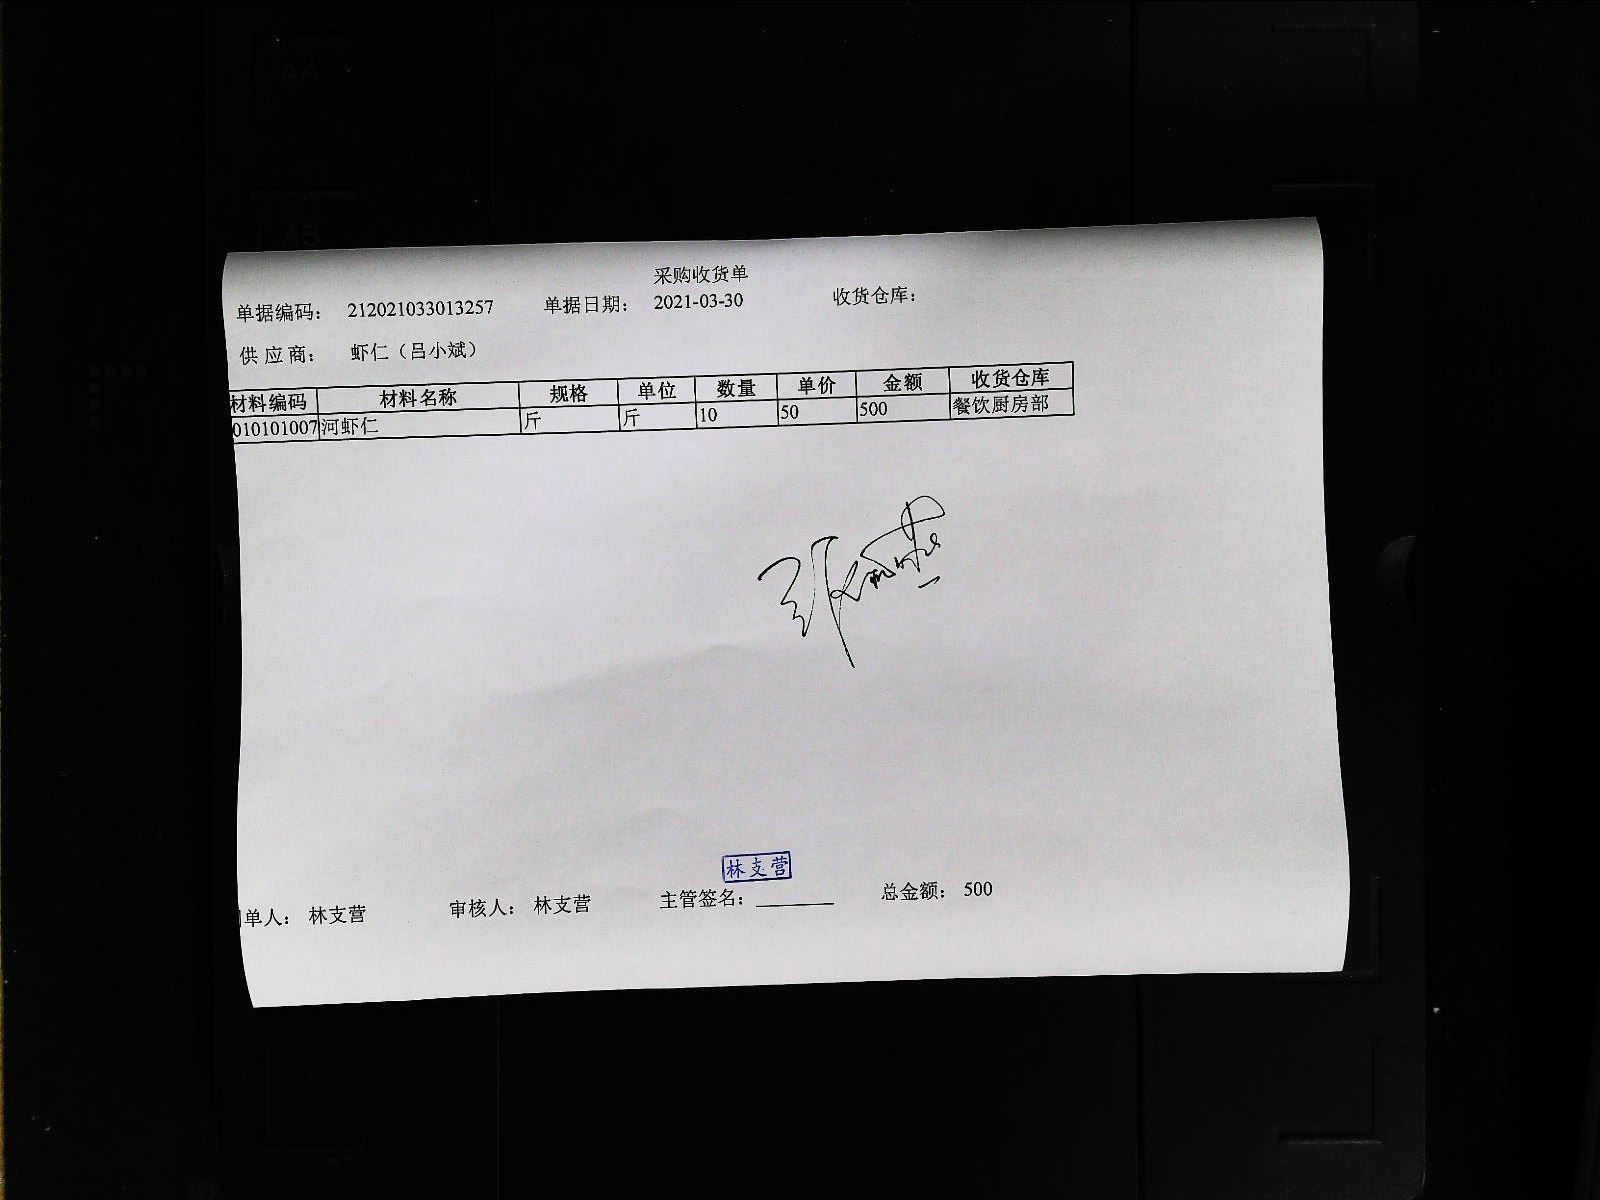 采购收货单
单据编码： 212021033013257 单据日期： 2021-03-30 收货仓库：
供应商： 虾仁（吕小斌）
材料编码 材料名称 规格 单位 数量 单价 金额 收货仓库
010101007 河虾仁 斤 斤 10 50 500 餐饮厨房部
林支营
单人： 林支营 审核人： 林支营 主管签名：________ 总金额： 500